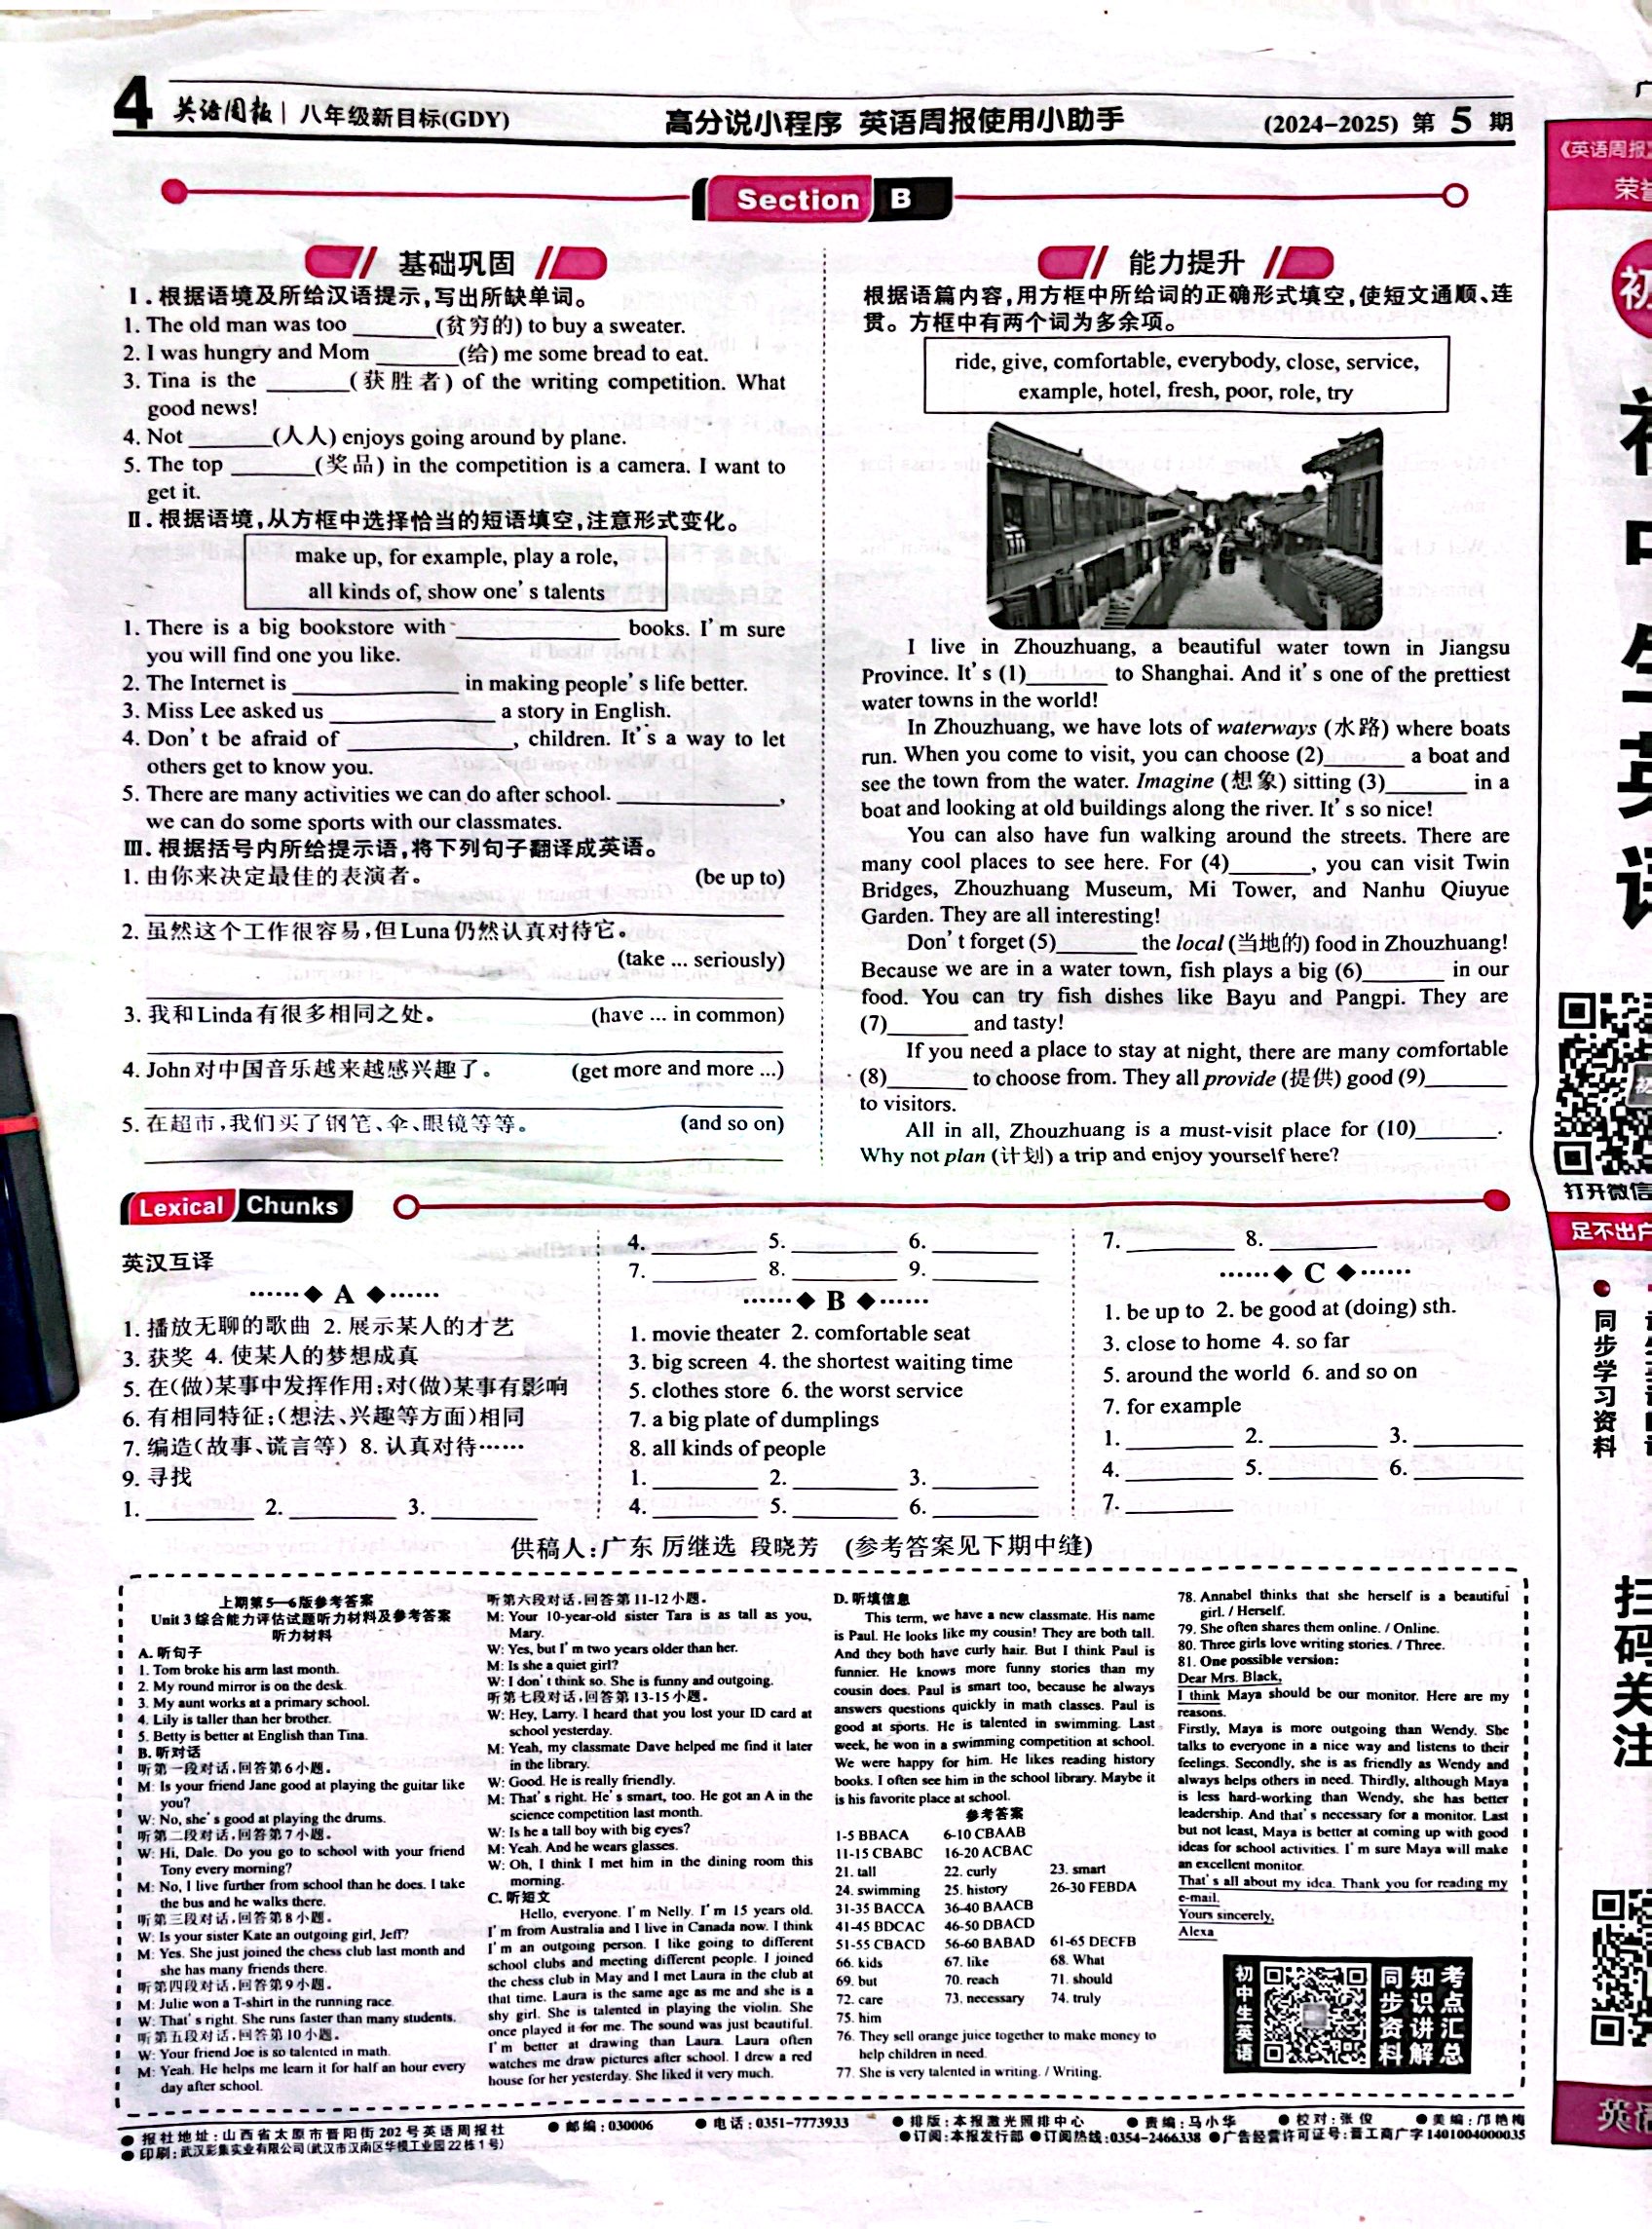 4 英语周报 | 八年级新目标(GDY)
高分说小程序 英语周报使用小助手
(2024-2025) 第 5 期
Section B
基础巩固
Ⅰ.根据语境及所给汉语提示,写出所缺单词。
1. The old man was too ______(贫穷的) to buy a sweater.
2. I was hungry and Mom ______(给) me some bread to eat.
3. Tina is the ______(获胜者) of the writing competition. What
good news!
4. Not ______(人人) enjoys going around by plane.
5. The top ______(奖品) in the competition is a camera. I want to
get it.
Ⅱ.根据语境,从方框中选择恰当的短语填空,注意形式变化。
make up, for example, play a role,
all kinds of, show one's talents
1. There is a big bookstore with ____________ books. I'm sure
you will find one you like.
2. The Internet is ____________ in making people's life better.
3. Miss Lee asked us ____________ a story in English.
4. Don't be afraid of ____________, children. It's a way to let
others get to know you.
5. There are many activities we can do after school. ____________,
we can do some sports with our classmates.
Ⅲ.根据括号内所给提示语,将下列句子翻译成英语。
1. 由你来决定最佳的表演者。 (be up to)
2. 虽然这个工作很容易,但Luna仍然认真对待它。
(take ... seriously)
3. 我和Linda有很多相同之处。 (have ... in common)
4. John对中国音乐越来越感兴趣了。 (get more and more ...)
5. 在超市,我们买了钢笔、伞、眼镜等等。 (and so on)
能力提升
根据语篇内容,用方框中所给词的正确形式填空,使短文通顺、连
贯。方框中有两个词为多余项。
ride, give, comfortable, everybody, close, service,
example, hotel, fresh, poor, role, try
I live in Zhouzhuang, a beautiful water town in Jiangsu
Province. It's (1)______ to Shanghai. And it's one of the prettiest
water towns in the world!
In Zhouzhuang, we have lots of waterways (水路) where boats
run. When you come to visit, you can choose (2)______ a boat and
see the town from the water. Imagine (想象) sitting (3)______ in a
boat and looking at old buildings along the river. It's so nice!
You can also have fun walking around the streets. There are
many cool places to see here. For (4)______, you can visit Twin
Bridges, Zhouzhuang Museum, Mi Tower, and Nanhu Qiuyue
Garden. They are all interesting!
Don't forget (5)______ the local (当地的) food in Zhouzhuang!
Because we are in a water town, fish plays a big (6)______ in our
food. You can try fish dishes like Bayu and Pangpi. They are
(7)______ and tasty!
If you need a place to stay at night, there are many comfortable
(8)______ to choose from. They all provide (提供) good (9)______
to visitors.
All in all, Zhouzhuang is a must-visit place for (10)______.
Why not plan (计划) a trip and enjoy yourself here?
Lexical Chunks
英汉互译
A
1. 播放无聊的歌曲 2. 展示某人的才艺
3. 获奖 4. 使某人的梦想成真
5. 在(做)某事中发挥作用;对(做)某事有影响
6. 有相同特征;(想法、兴趣等方面)相同
7. 编造(故事、谎言等) 8. 认真对待……
9. 寻找
1. ______ 2. ______ 3. ______
4. ______ 5. ______ 6. ______
7. ______ 8. ______ 9. ______
B
1. movie theater 2. comfortable seat
3. big screen 4. the shortest waiting time
5. clothes store 6. the worst service
7. a big plate of dumplings
8. all kinds of people
1. ______ 2. ______ 3. ______
4. ______ 5. ______ 6. ______
7. ______ 8. ______
C
1. be up to 2. be good at (doing) sth.
3. close to home 4. so far
5. around the world 6. and so on
7. for example
1. ______ 2. ______ 3. ______
4. ______ 5. ______ 6. ______
7. ______
供稿人:广东 厉继选 段晓芳 (参考答案见下期中缝)
上期第5—6版参考答案
Unit 3 综合能力评估试题听力材料及参考答案
听力材料
A. 听句子
1. Tom broke his arm last month.
2. My round mirror is on the desk.
3. My aunt works at a primary school.
4. Lily is taller than her brother.
5. Betty is better at English than Tina.
B. 听对话
听第一段对话,回答第6小题。
M: Is your friend Jane good at playing the guitar like
you?
W: No, she's good at playing the drums.
听第二段对话,回答第7小题。
W: Hi, Dale. Do you go to school with your friend
Tony every morning?
M: No, I live further from school than he does. I take
the bus and he walks there.
听第三段对话,回答第8小题。
W: Is your sister Kate an outgoing girl, Jeff?
M: Yes. She just joined the chess club last month and
she has many friends there.
听第四段对话,回答第9小题。
M: Julie won a T-shirt in the running race.
W: That's right. She runs faster than many students.
听第五段对话,回答第10小题。
W: Your friend Joe is so talented in math.
M: Yeah. He helps me learn it for half an hour every
day after school.
听第六段对话,回答第11-12小题。
M: Your 10-year-old sister Tara is as tall as you,
Mary.
W: Yes, but I'm two years older than her.
M: Is she a quiet girl?
W: I don't think so. She is funny and outgoing.
听第七段对话,回答第13-15小题。
W: Hey, Larry. I heard that you lost your ID card at
school yesterday.
M: Yeah, my classmate Dave helped me find it later
in the library.
W: Good. He is really friendly.
M: That's right. He's smart, too. He got an A in the
science competition last month.
W: Is he a tall boy with big eyes?
M: Yeah. And he wears glasses.
W: Oh, I think I met him in the dining room this
morning.
C. 听短文
Hello, everyone. I'm Nelly. I'm 15 years old.
I'm from Australia and I live in Canada now. I think
I'm an outgoing person. I like going to different
school clubs and meeting different people. I joined
the chess club in May and I met Laura in the club at
that time. Laura is the same age as me and she is a
shy girl. She is talented in playing the violin. She
once played it for me. The sound was just beautiful.
I'm better at drawing than Laura. Laura often
watches me draw pictures after school. I drew a red
house for her yesterday. She liked it very much.
D. 听填信息
This term, we have a new classmate. His name
is Paul. He looks like my cousin! They are both tall.
And they both have curly hair. But I think Paul is
funnier. He knows more funny stories than my
cousin does. Paul is smart too, because he always
answers questions quickly in math classes. Paul is
good at sports. He is talented in swimming. Last
week, he won in a swimming competition at school.
We were happy for him. He likes reading history
books. I often see him in the school library. Maybe it
is his favorite place at school.
参考答案
1-5 BBACA 6-10 CBAAB
11-15 CBABC 16-20 ACBAC
21. tall 22. curly 23. smart
24. swimming 25. history 26-30 FEBDA
31-35 BACCA 36-40 BAACB
41-45 BDCAC 46-50 DBACD
51-55 CBACD 56-60 BABAD 61-65 DECFB
66. kids 67. like 68. What
69. but 70. reach 71. should
72. care 73. necessary 74. truly
75. him
76. They sell orange juice together to make money to
help children in need.
77. She is very talented in writing. / Writing.
78. Annabel thinks that she herself is a beautiful
girl. / Herself.
79. She often shares them online. / Online.
80. Three girls love writing stories. / Three.
81. One possible version:
Dear Mrs. Black,
I think Maya should be our monitor. Here are my
reasons.
Firstly, Maya is more outgoing than Wendy. She
talks to everyone in a nice way and listens to their
feelings. Secondly, she is as friendly as Wendy and
always helps others in need. Thirdly, although Maya
is less hard-working than Wendy, she has better
leadership. And that's necessary for a monitor. Last
but not least, Maya is better at coming up with good
ideas for school activities. I'm sure Maya will make
an excellent monitor.
That's all about my idea. Thank you for reading my
e-mail.
Yours sincerely,
Alexa
初中生英语
同步资料
知识讲解
考点汇总
●报社地址:山西省太原市晋阳街202号英语周报社 ●邮编:030006 ●电话:0351-7773933 ●排版:本报激光照排中心 ●责编:马小华 ●校对:张俊 ●美编:邝艳梅
●印刷:武汉彩集实业有限公司(武汉市汉南区华模工业园22栋1号) ●订阅:本报发行部 ●订阅热线:0354-2466338 ●广告经营许可证号:晋工商广字1401004000035
《英语周报》
荣誉
初
中
生
英
语
打开微信
足不出户
同步学习资料
扫码关注
英语